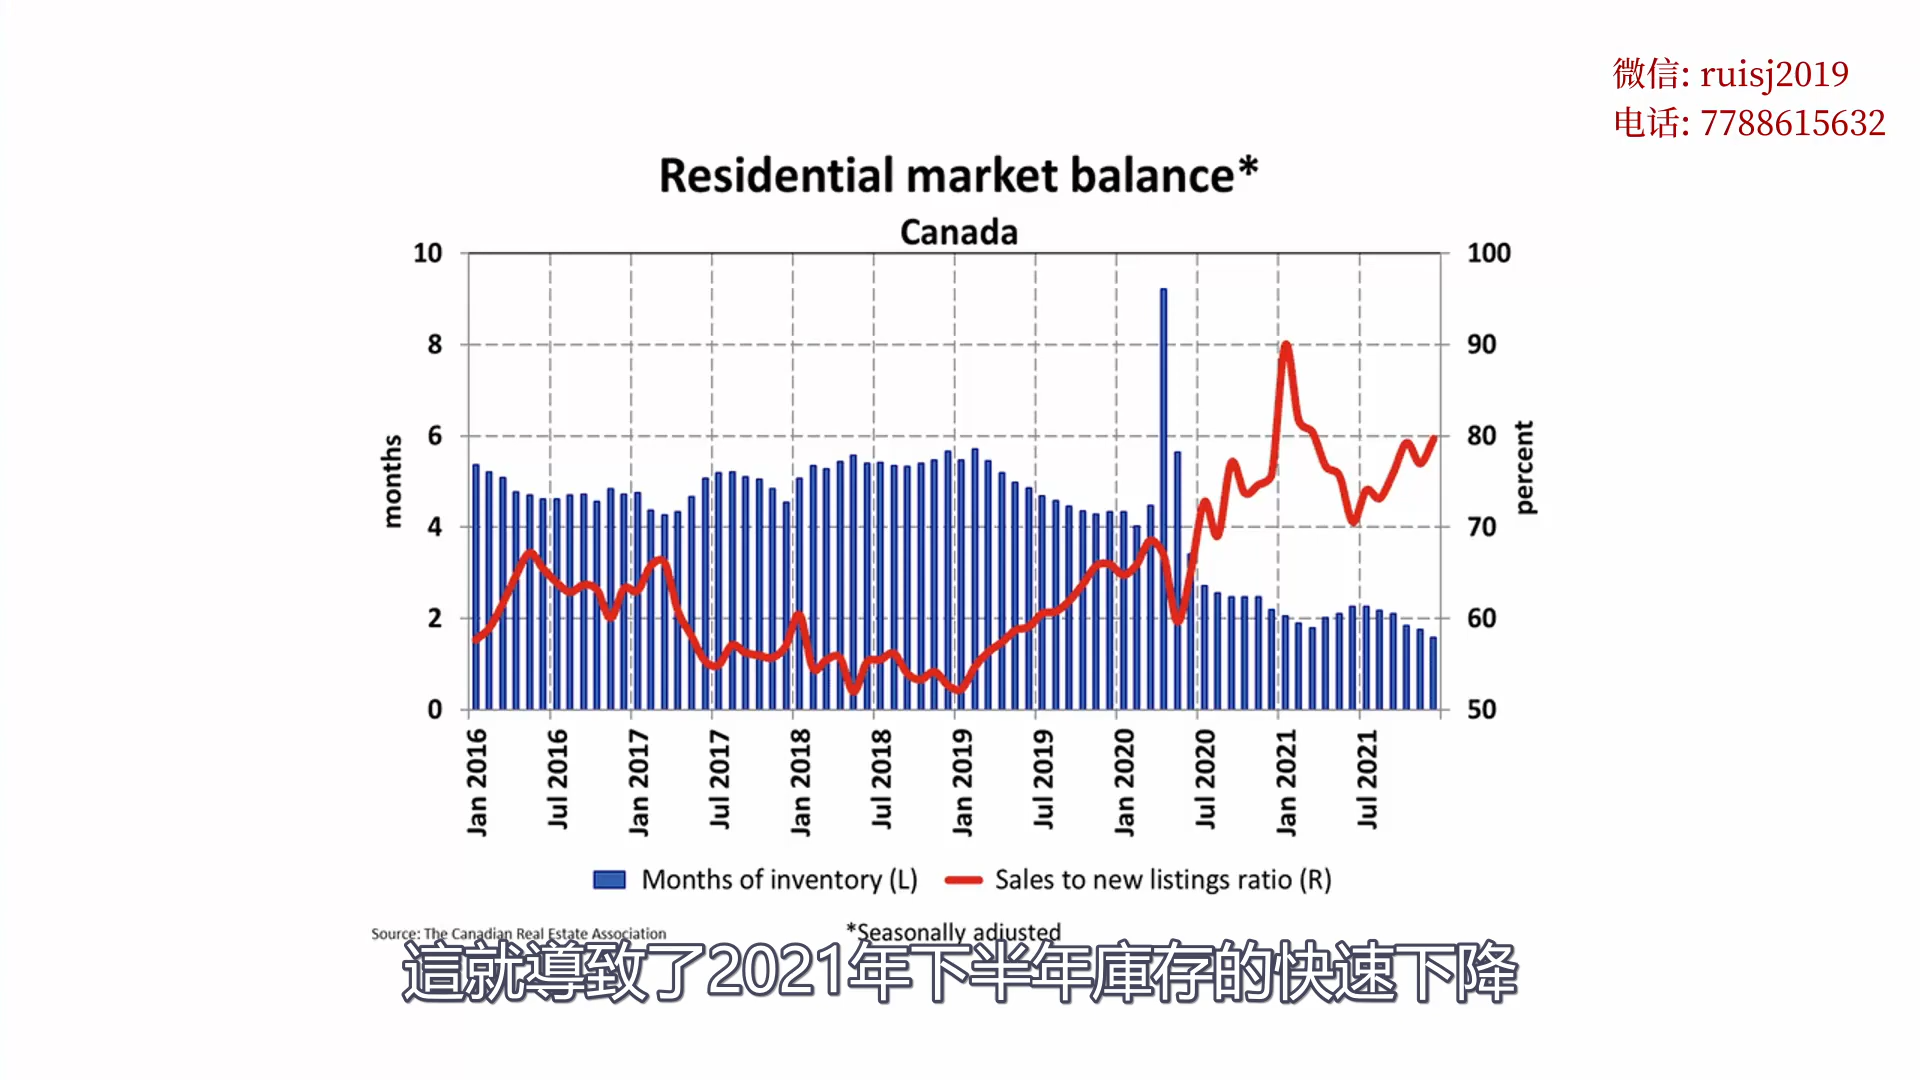 微信: ruisj2019
电话: 7788615632
Residential market balance*
Canada
10
8
6
4
2
0
months
100
90
80
70
60
50
percent
Jan 2016
Jul 2016
Jan 2017
Jul 2017
Jan 2018
Jul 2018
Jan 2019
Jul 2019
Jan 2020
Jul 2020
Jan 2021
Jul 2021
Months of inventory (L)
Sales to new listings ratio (R)
Source: The Canadian Real Estate Association
*Seasonally adjusted
這就導致了2021年下半年庫存的快速下降